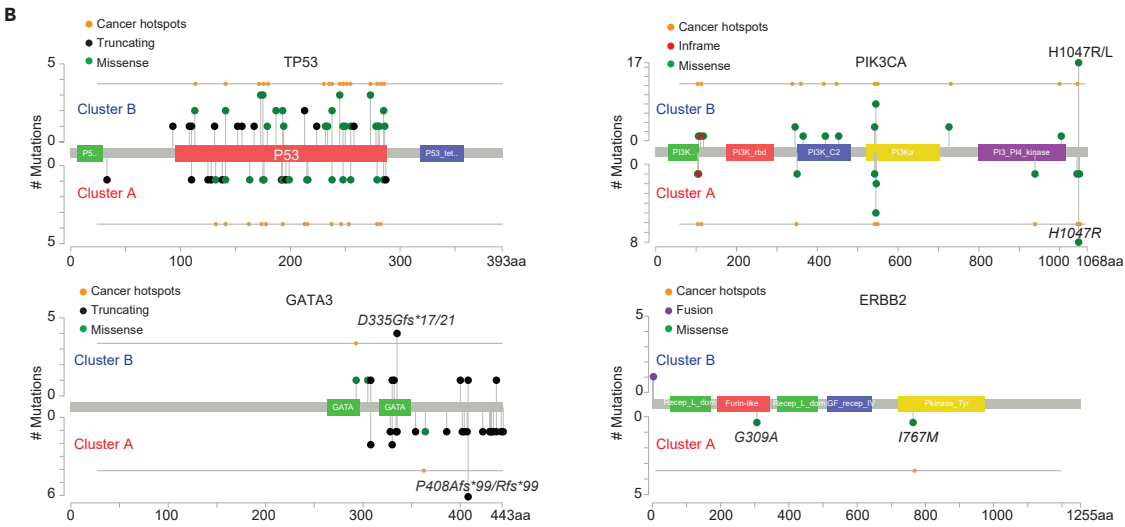 B
Cancer hotspots
Truncating
Missense
TP53
5
0
0
5
# Mutations
Cluster B
Cluster A
P5..
P53
P53_tet..
0
100
200
300
393aa
Cancer hotspots
Inframe
Missense
PIK3CA
H1047R/L
17
0
0
8
# Mutations
Cluster B
Cluster A
PI3K..
PI3K_rbd
PI3K_C2
PI3Ka
PI3_PI4_kinase
H1047R
0
200
400
600
800
1000
1068aa
Cancer hotspots
Truncating
Missense
GATA3
D335Gfs*17/21
5
0
0
6
# Mutations
Cluster B
Cluster A
GATA
GATA
P408Afs*99/Rfs*99
0
100
200
300
400
443aa
Cancer hotspots
Fusion
Missense
ERBB2
5
0
0
5
# Mutations
Cluster B
Cluster A
Recep_L_dom
Furin-like
Recep_L_dom
GF_recep_IV
Pkinase_Tyr
G309A
I767M
0
200
400
600
800
1000
1255aa